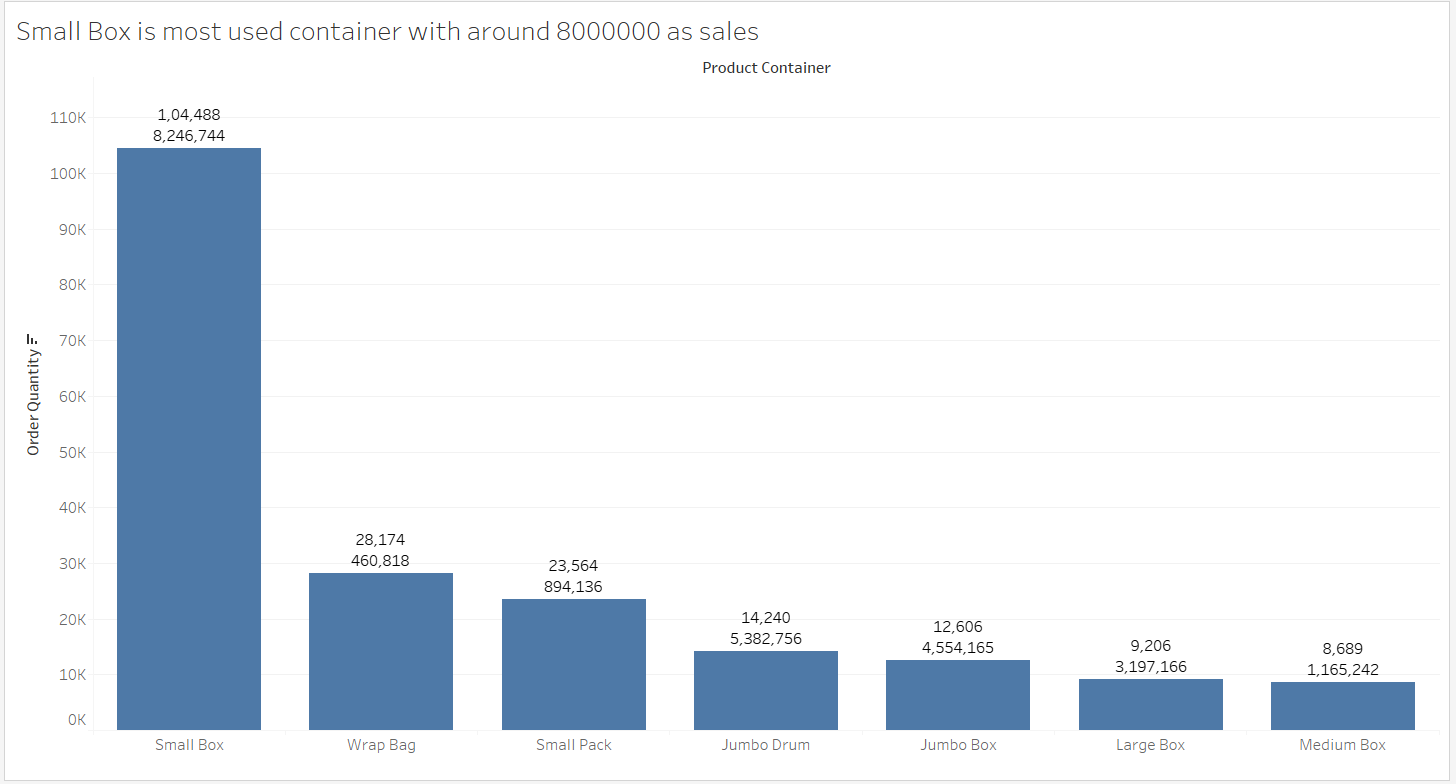 Small Box is most used container with around 8000000 as sales
Product Container
Order Quantity
110K
100K
90K
80K
70K
60K
50K
40K
30K
20K
10K
0K
1,04,488
8,246,744
28,174
460,818
23,564
894,136
14,240
5,382,756
12,606
4,554,165
9,206
3,197,166
8,689
1,165,242
Small Box
Wrap Bag
Small Pack
Jumbo Drum
Jumbo Box
Large Box
Medium Box